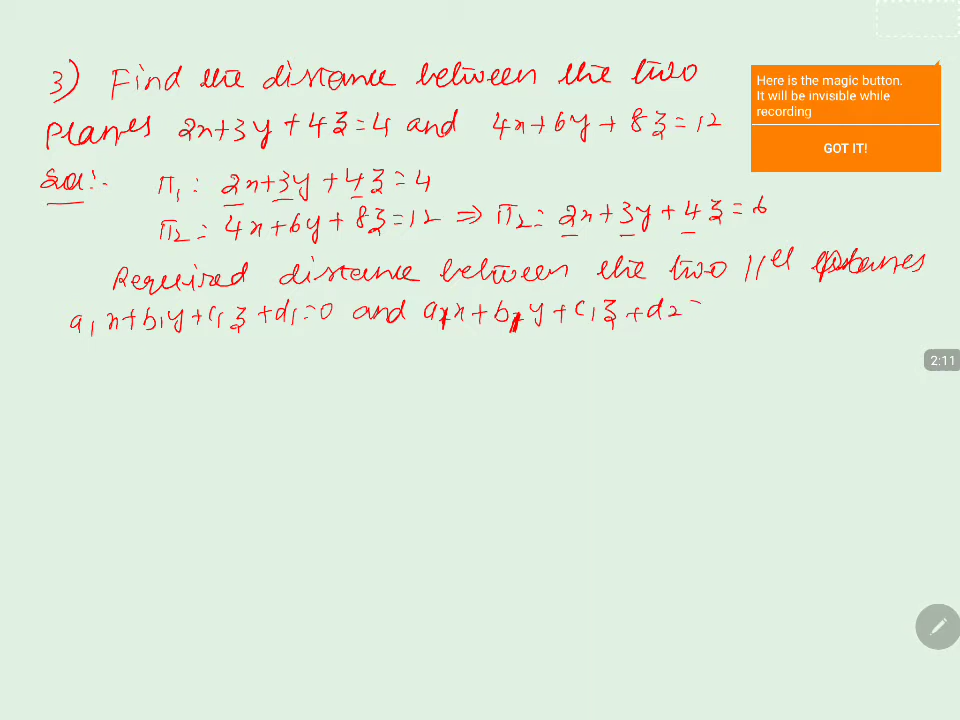 3) Find the distance between the two
planes 2x+3y+4z=4 and 4x+6y+8z=12
Sol:-
π1: 2x+3y+4z=4
π2: 4x+6y+8z=12 ⇒ π2: 2x+3y+4z=6
Required distance between the two 11el planes
a1x+b1y+c1z+d1=0 and a1x+b1y+c1z+d2=
Here is the magic button.
It will be invisible while
recording
GOT IT!
2:11